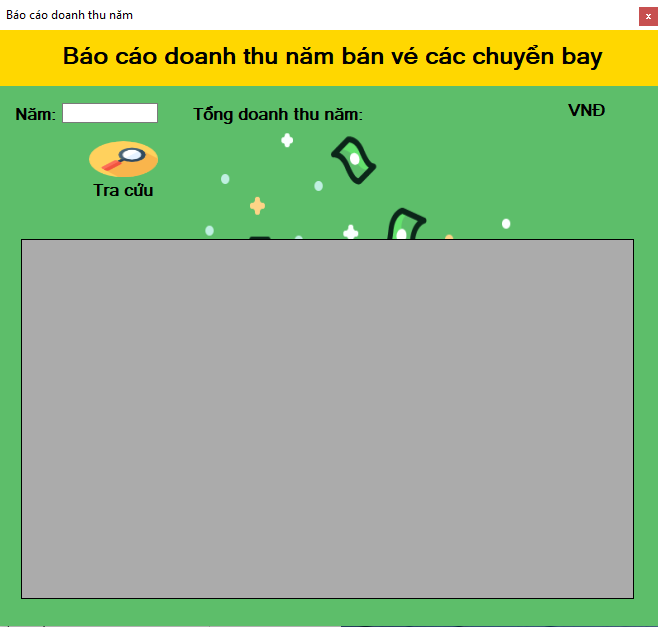 Báo cáo doanh thu năm
x
Báo cáo doanh thu năm bán vé các chuyển bay
Năm:
Tổng doanh thu năm:
VNĐ
Tra cứu